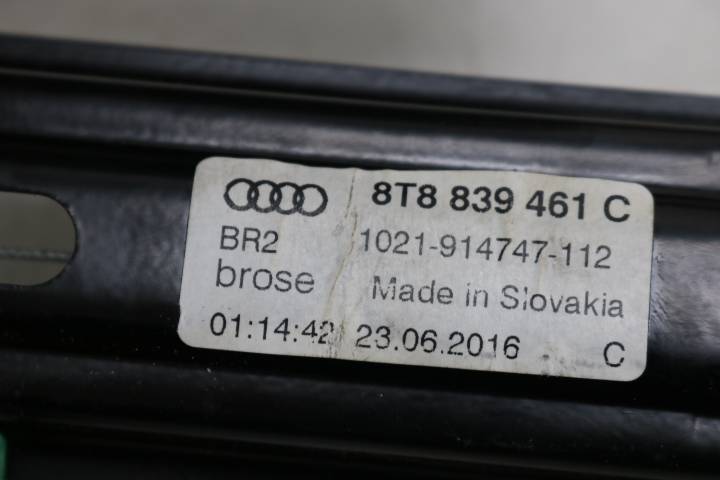 8T8 839 461 C
BR2 1021-914747-112
brose Made in Slovakia
01:14:42 23.06.2016 C